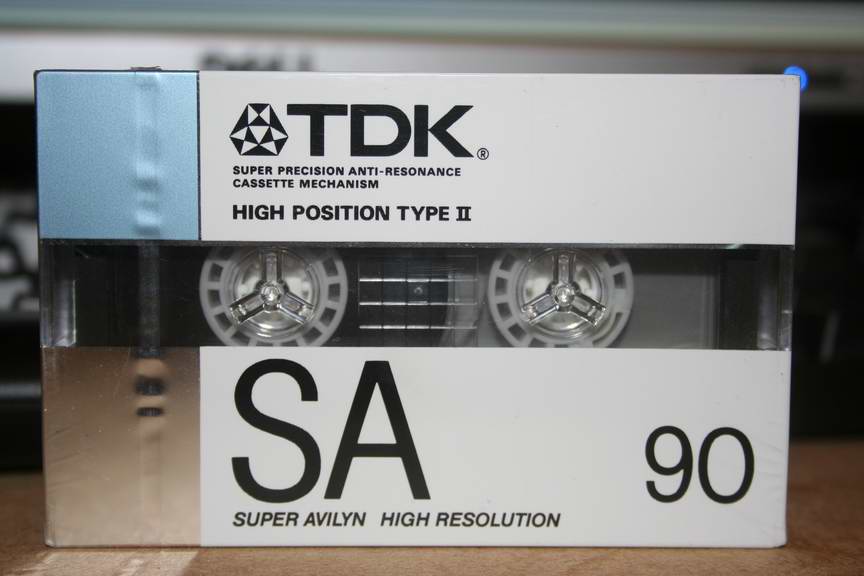 TDK®
SUPER PRECISION ANTI-RESONANCE
CASSETTE MECHANISM
HIGH POSITION TYPE II
SA
90
SUPER AVILYN HIGH RESOLUTION